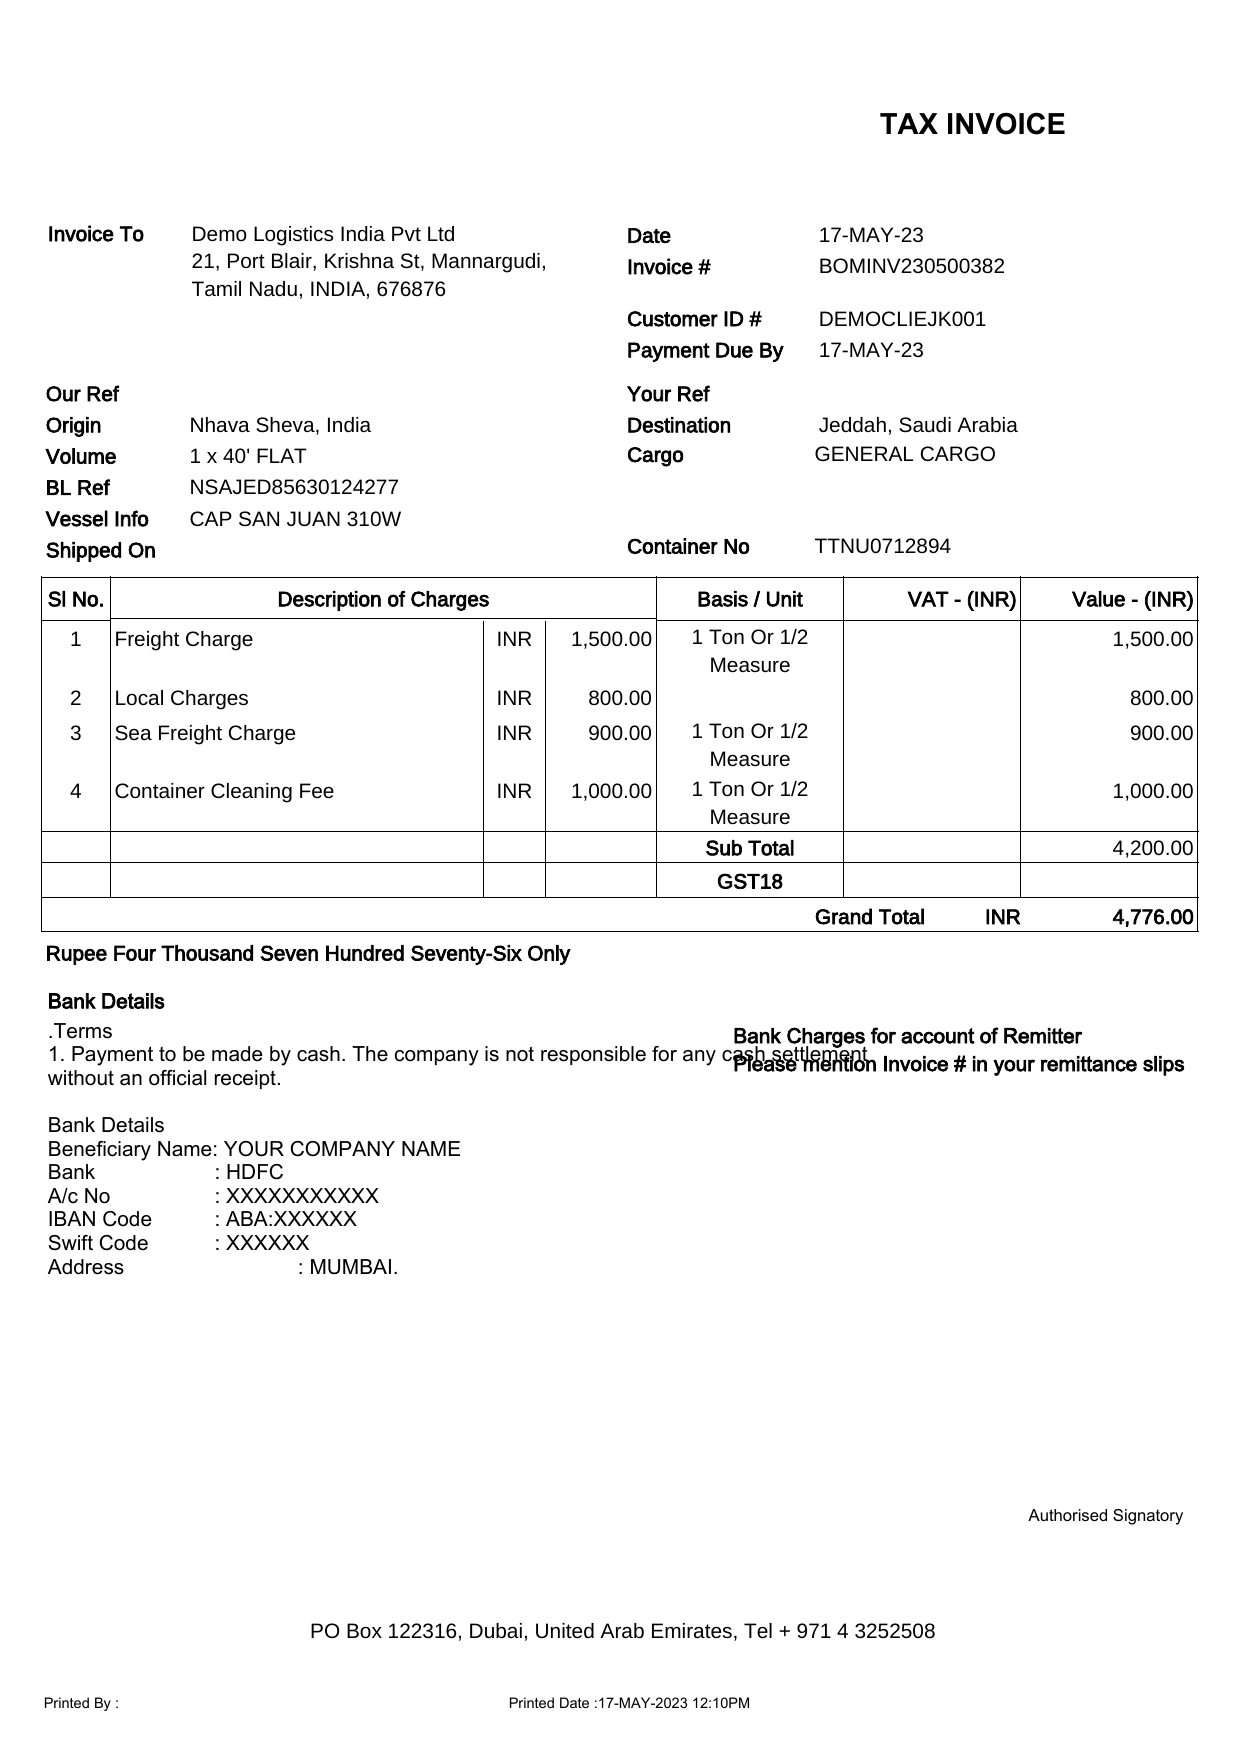 TAX INVOICE
Invoice To Demo Logistics India Pvt Ltd
21, Port Blair, Krishna St, Mannargudi,
Tamil Nadu, INDIA, 676876
Date 17-MAY-23
Invoice # BOMINV230500382
Customer ID # DEMOCLIEJK001
Payment Due By 17-MAY-23
Our Ref Your Ref
Origin Nhava Sheva, India Destination Jeddah, Saudi Arabia
Volume 1 x 40' FLAT Cargo GENERAL CARGO
BL Ref NSAJED85630124277
Vessel Info CAP SAN JUAN 310W
Shipped On Container No TTNU0712894
Sl No. Description of Charges Basis / Unit VAT - (INR) Value - (INR)
1 Freight Charge INR 1,500.00 1 Ton Or 1/2 1,500.00
Measure
2 Local Charges INR 800.00 800.00
3 Sea Freight Charge INR 900.00 1 Ton Or 1/2 900.00
Measure
4 Container Cleaning Fee INR 1,000.00 1 Ton Or 1/2 1,000.00
Measure
Sub Total 4,200.00
GST18
Grand Total INR 4,776.00
Rupee Four Thousand Seven Hundred Seventy-Six Only
Bank Details
.Terms
1. Payment to be made by cash. The company is not responsible for any cash settlement
without an official receipt.
Bank Charges for account of Remitter
Please mention Invoice # in your remittance slips
Bank Details
Beneficiary Name: YOUR COMPANY NAME
Bank : HDFC
A/c No : XXXXXXXXXXX
IBAN Code : ABA:XXXXXX
Swift Code : XXXXXX
Address : MUMBAI.
Authorised Signatory
PO Box 122316, Dubai, United Arab Emirates, Tel + 971 4 3252508
Printed By : Printed Date :17-MAY-2023 12:10PM